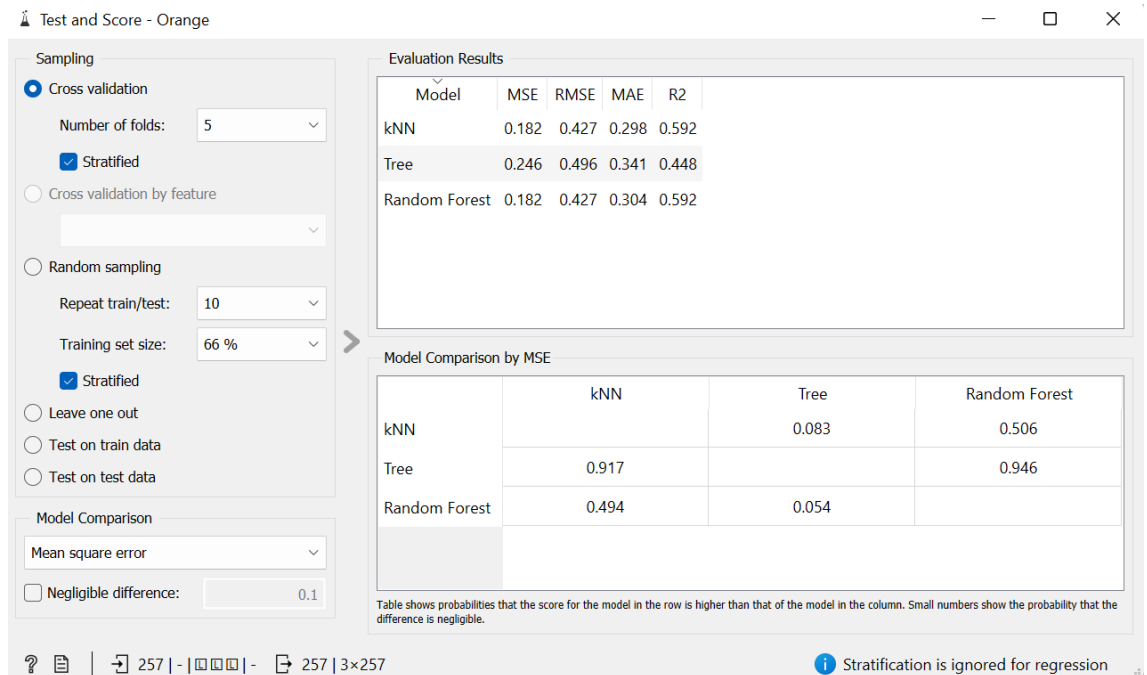 Test and Score - Orange
Sampling
Cross validation
Number of folds: 5
Stratified
Cross validation by feature
Random sampling
Repeat train/test: 10
Training set size: 66 %
Stratified
Leave one out
Test on train data
Test on test data
Model Comparison
Mean square error
Negligible difference: 0.1
Evaluation Results
Model MSE RMSE MAE R2
kNN 0.182 0.427 0.298 0.592
Tree 0.246 0.496 0.341 0.448
Random Forest 0.182 0.427 0.304 0.592
Model Comparison by MSE
kNN Tree Random Forest
kNN 0.083 0.506
Tree 0.917 0.946
Random Forest 0.494 0.054
Table shows probabilities that the score for the model in the row is higher than that of the model in the column. Small numbers show the probability that the
difference is negligible.
? 257 | - | LLL | - 257 | 3×257
Stratification is ignored for regression